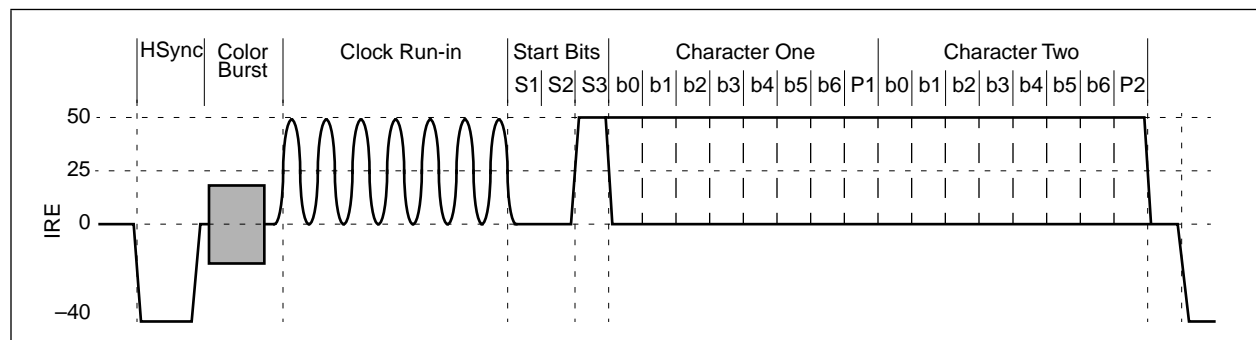 HSync
Color
Burst
Clock Run-in
Start Bits
Character One
Character Two
S1 S2 S3 b0 b1 b2 b3 b4 b5 b6 P1 b0 b1 b2 b3 b4 b5 b6 P2
50
25
0
–40
IRE